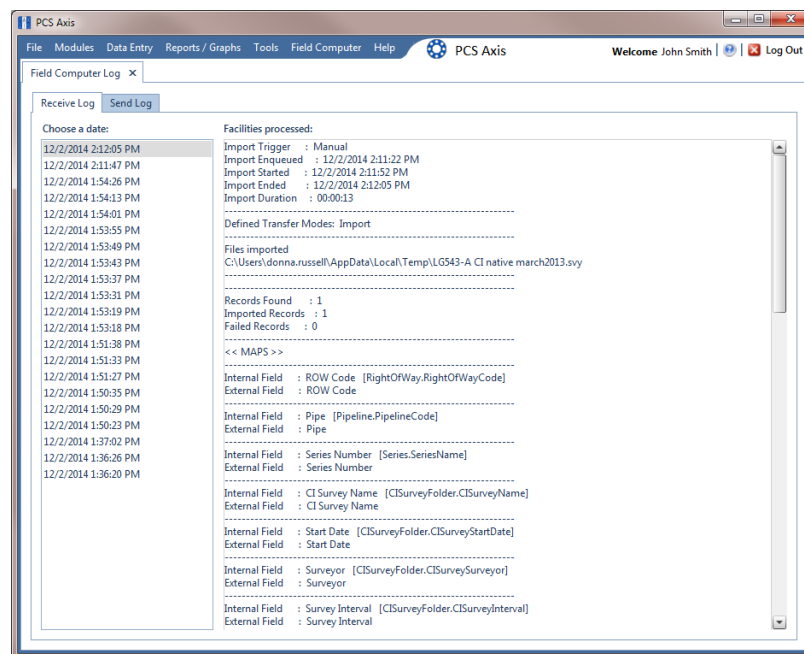 PCS Axis
File Modules Data Entry Reports / Graphs Tools Field Computer Help PCS Axis Welcome John Smith | ? | Log Out
Field Computer Log X
Receive Log Send Log
Choose a date:
12/2/2014 2:12:05 PM
12/2/2014 2:11:47 PM
12/2/2014 1:54:26 PM
12/2/2014 1:54:13 PM
12/2/2014 1:54:01 PM
12/2/2014 1:53:55 PM
12/2/2014 1:53:49 PM
12/2/2014 1:53:43 PM
12/2/2014 1:53:37 PM
12/2/2014 1:53:31 PM
12/2/2014 1:53:19 PM
12/2/2014 1:53:18 PM
12/2/2014 1:51:38 PM
12/2/2014 1:51:33 PM
12/2/2014 1:51:27 PM
12/2/2014 1:50:35 PM
12/2/2014 1:50:29 PM
12/2/2014 1:50:23 PM
12/2/2014 1:37:02 PM
12/2/2014 1:36:26 PM
12/2/2014 1:36:20 PM
Facilities processed:
Import Trigger : Manual
Import Enqueued : 12/2/2014 2:11:22 PM
Import Started : 12/2/2014 2:11:52 PM
Import Ended : 12/2/2014 2:12:05 PM
Import Duration : 00:00:13
----------------------------------------------------------------------
Defined Transfer Modes: Import
----------------------------------------------------------------------
Files imported
C:\Users\donna.russell\AppData\Local\Temp\LG543-A CI native march2013.svy
----------------------------------------------------------------------
----------------------------------------------------------------------
Records Found : 1
Imported Records : 1
Failed Records : 0
----------------------------------------------------------------------
<< MAPS >>
----------------------------------------------------------------------
Internal Field : ROW Code [RightOfWay.RightOfWayCode]
External Field : ROW Code
----------------------------------------------------------------------
Internal Field : Pipe [Pipeline.PipelineCode]
External Field : Pipe
----------------------------------------------------------------------
Internal Field : Series Number [Series.SeriesName]
External Field : Series Number
----------------------------------------------------------------------
Internal Field : CI Survey Name [CISurveyFolder.CISurveyName]
External Field : CI Survey Name
----------------------------------------------------------------------
Internal Field : Start Date [CISurveyFolder.CISurveyStartDate]
External Field : Start Date
----------------------------------------------------------------------
Internal Field : Surveyor [CISurveyFolder.CISurveySurveyor]
External Field : Surveyor
----------------------------------------------------------------------
Internal Field : Survey Interval [CISurveyFolder.CISurveyInterval]
External Field : Survey Interval